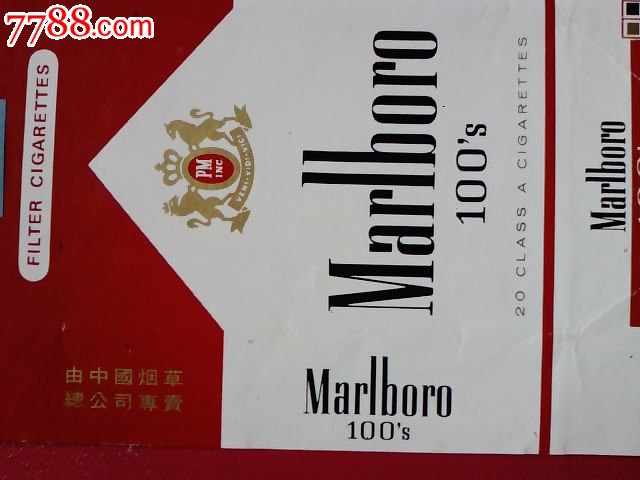 7788.com
FILTER CIGARETTES
PM
INC.
VENI·VIDI·VICI
Marlboro
100's
20 CLASS A CIGARETTES
Marlboro
100's
由中國烟草
總公司專賣
Marlboro